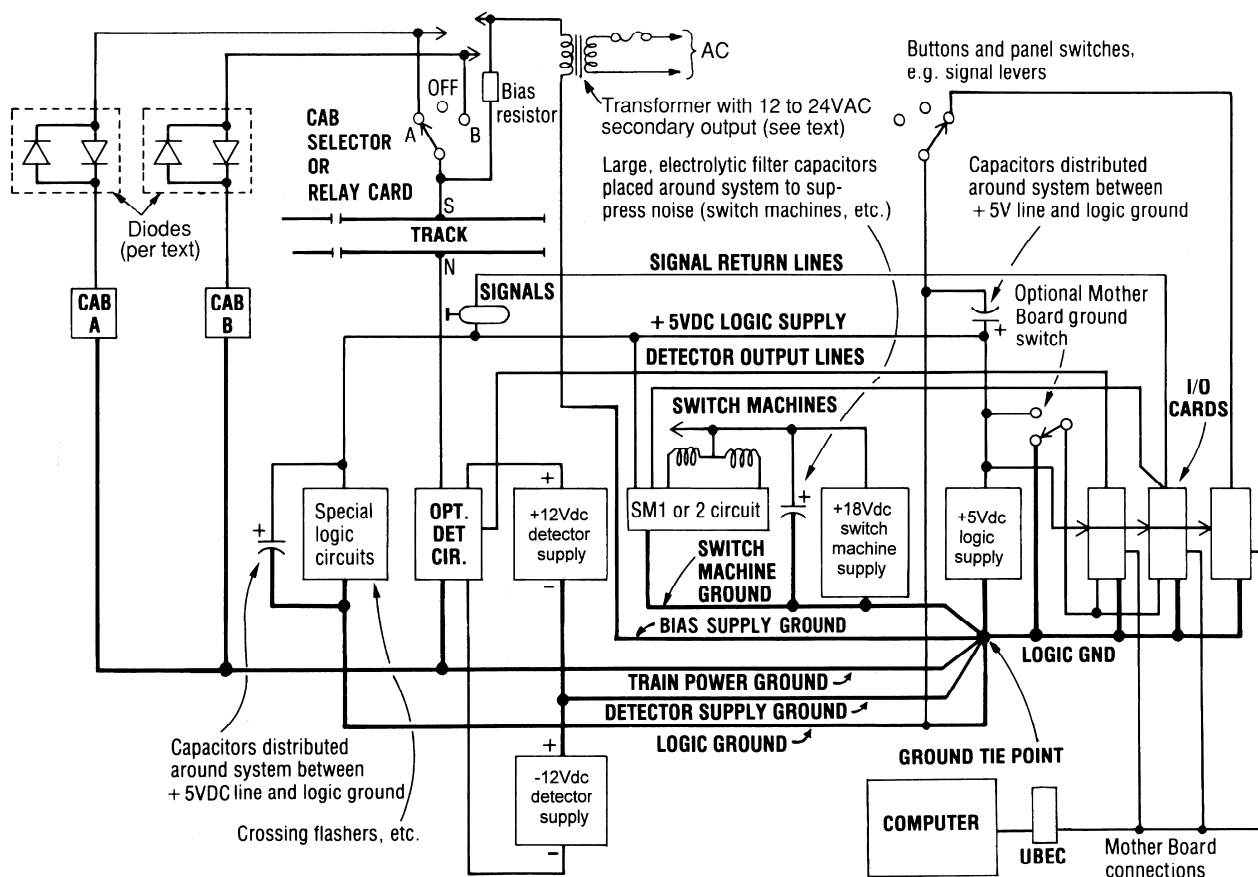 OFF
A
B
Bias
resistor
AC
Transformer with 12 to 24VAC
secondary output (see text)
Buttons and panel switches,
e.g. signal levers
CAB
SELECTOR
OR
RELAY CARD
Large, electrolytic filter capacitors
placed around system to sup-
press noise (switch machines, etc.)
Capacitors distributed
around system between
+5V line and logic ground
Diodes
(per text)
S
TRACK
N
SIGNAL RETURN LINES
SIGNALS
CAB
A
CAB
B
Optional Mother
Board ground
switch
+5VDC LOGIC SUPPLY
+
DETECTOR OUTPUT LINES
I/O
CARDS
SWITCH MACHINES
+
Special
logic
circuits
OPT.
DET
CIR.
+
+12Vdc
detector
supply
–
SM1 or 2 circuit
+
+18Vdc
switch
machine
supply
+5Vdc
logic
supply
SWITCH
MACHINE
GROUND
BIAS SUPPLY GROUND
LOGIC GND
TRAIN POWER GROUND
DETECTOR SUPPLY GROUND
LOGIC GROUND
GROUND TIE POINT
Capacitors distributed
around system between
+5VDC line and logic ground
Crossing flashers, etc.
+
-12Vdc
detector
supply
–
COMPUTER
UBEC
Mother Board
connections